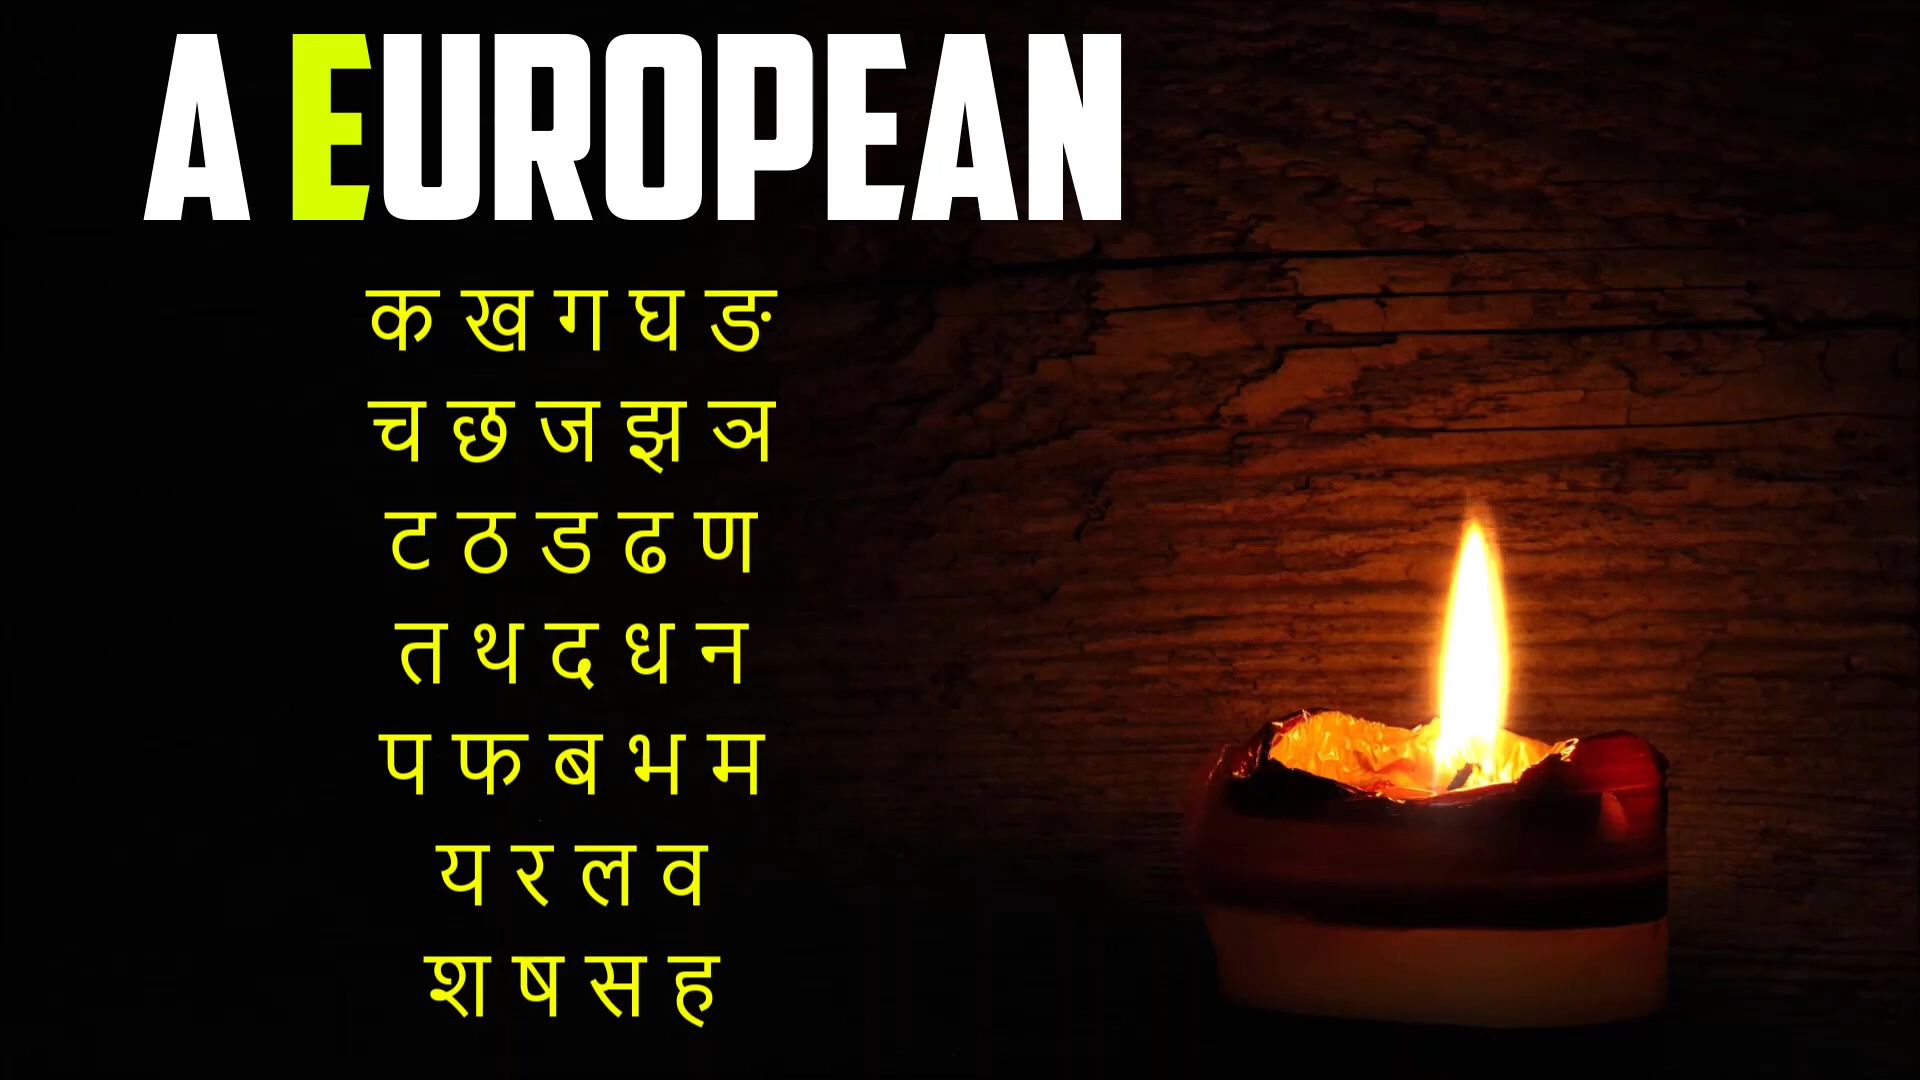 A EUROPEAN
क ख ग घ ङ
च छ ज झ ञ
ट ठ ड ढ ण
त थ द ध न
प फ ब भ म
य र ल व
श ष स ह